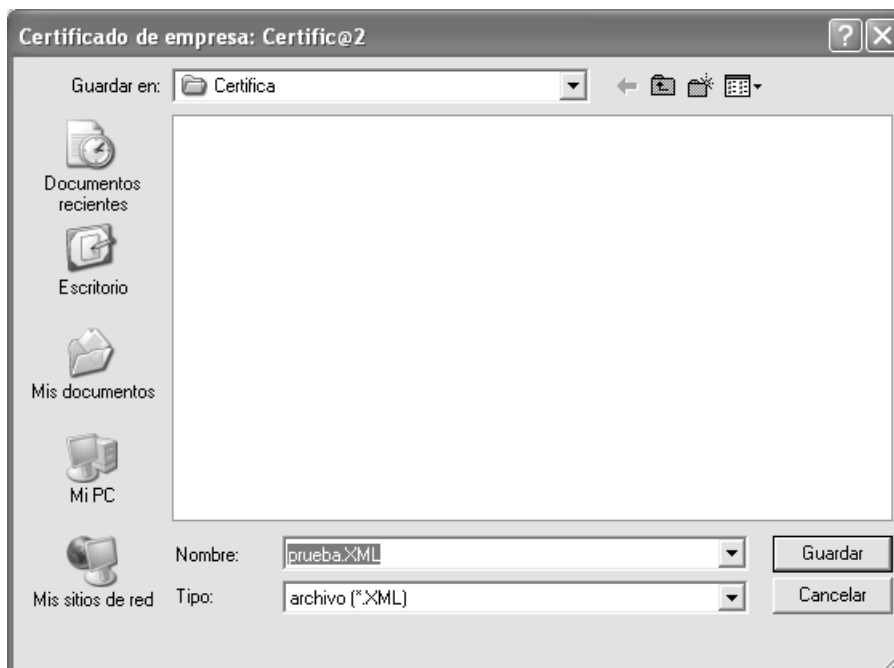 Certificado de empresa: Certific@2
Guardar en:
Certifica
Documentos
recientes
Escritorio
Mis documentos
Mi PC
Mis sitios de red
Nombre:
prueba.XML
Guardar
Tipo:
archivo (*.XML)
Cancelar